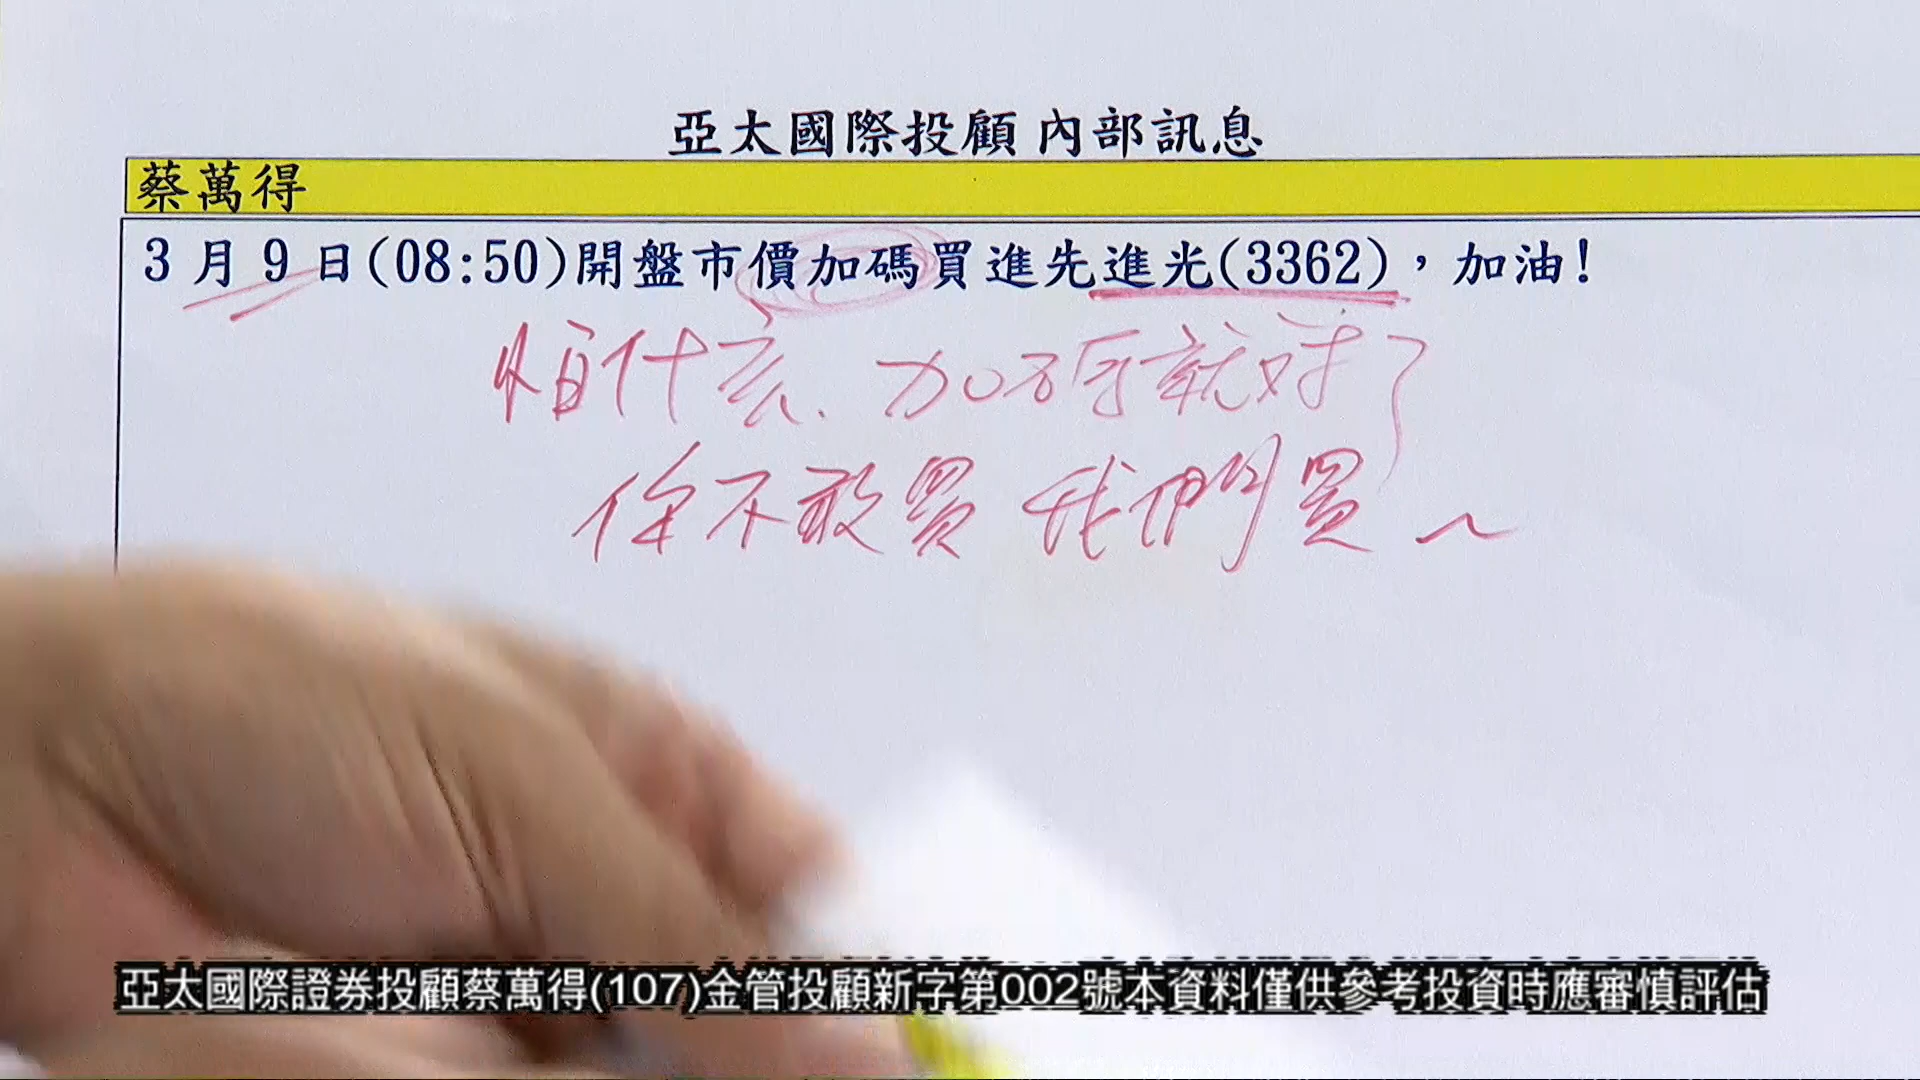 亞太國際投顧 內部訊息
蔡萬得
3月9日(08:50)開盤市價加碼買進先進光(3362)，加油!
怕什麼、加碼就對了
你不敢買 我們買~
亞太國際證券投顧蔡萬得(107)金管投顧新字第002號本資料僅供參考投資時應審慎評估